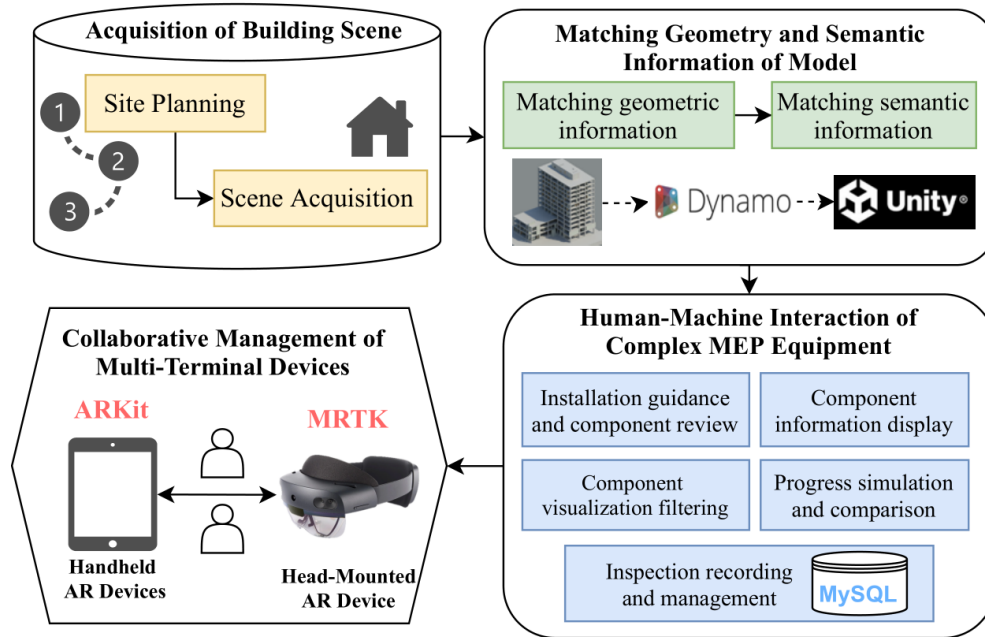 Acquisition of Building Scene
1
Site Planning
2
Scene Acquisition
3
Matching Geometry and Semantic
Information of Model
Matching geometric
information
Matching semantic
information
Dynamo
Unity®
Human-Machine Interaction of
Complex MEP Equipment
Installation guidance
and component review
Component
information display
Component
visualization filtering
Progress simulation
and comparison
Inspection recording
and management
MySQL
Collaborative Management of
Multi-Terminal Devices
ARKit
MRTK
Handheld
AR Devices
Head-Mounted
AR Device